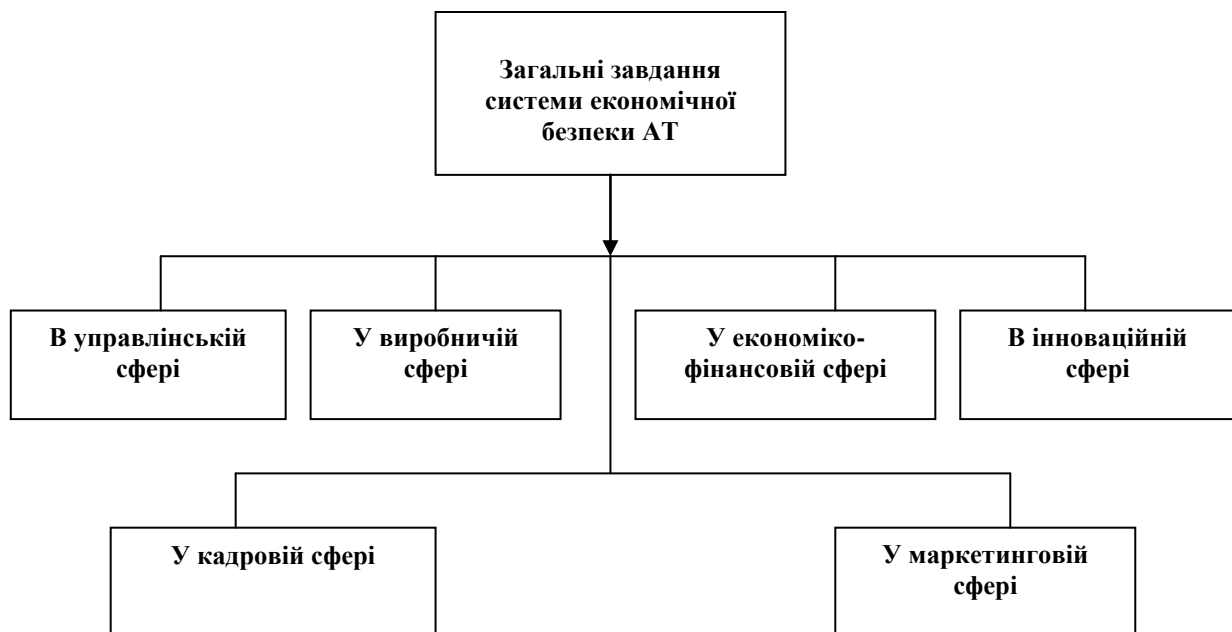 Загальні завдання
системи економічної
безпеки АТ
В управлінській
сфері
У виробничій
сфері
У економіко-
фінансовій сфері
В інноваційній
сфері
У кадровій сфері
У маркетинговій
сфері